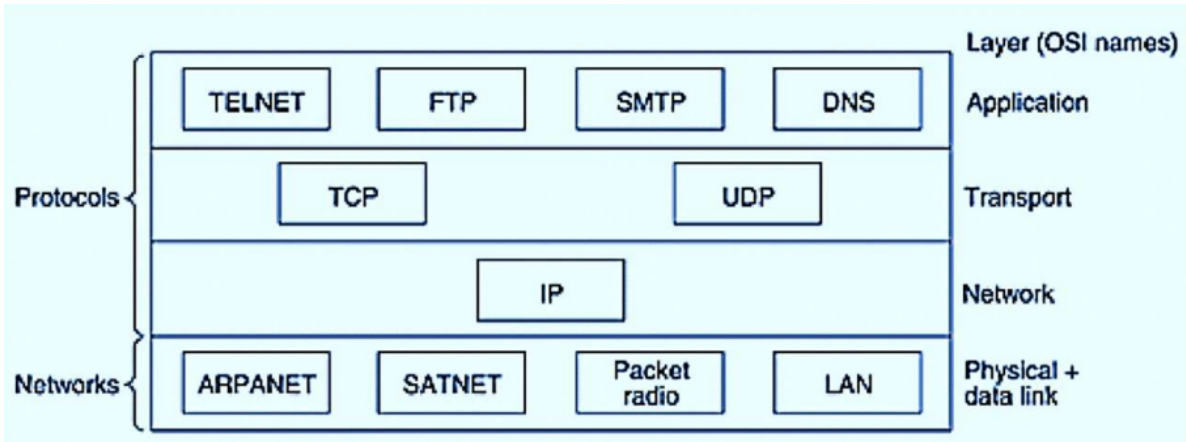 Layer (OSI names)
TELNET FTP SMTP DNS Application
Protocols TCP UDP Transport
IP Network
Networks ARPANET SATNET Packet radio LAN Physical + data link